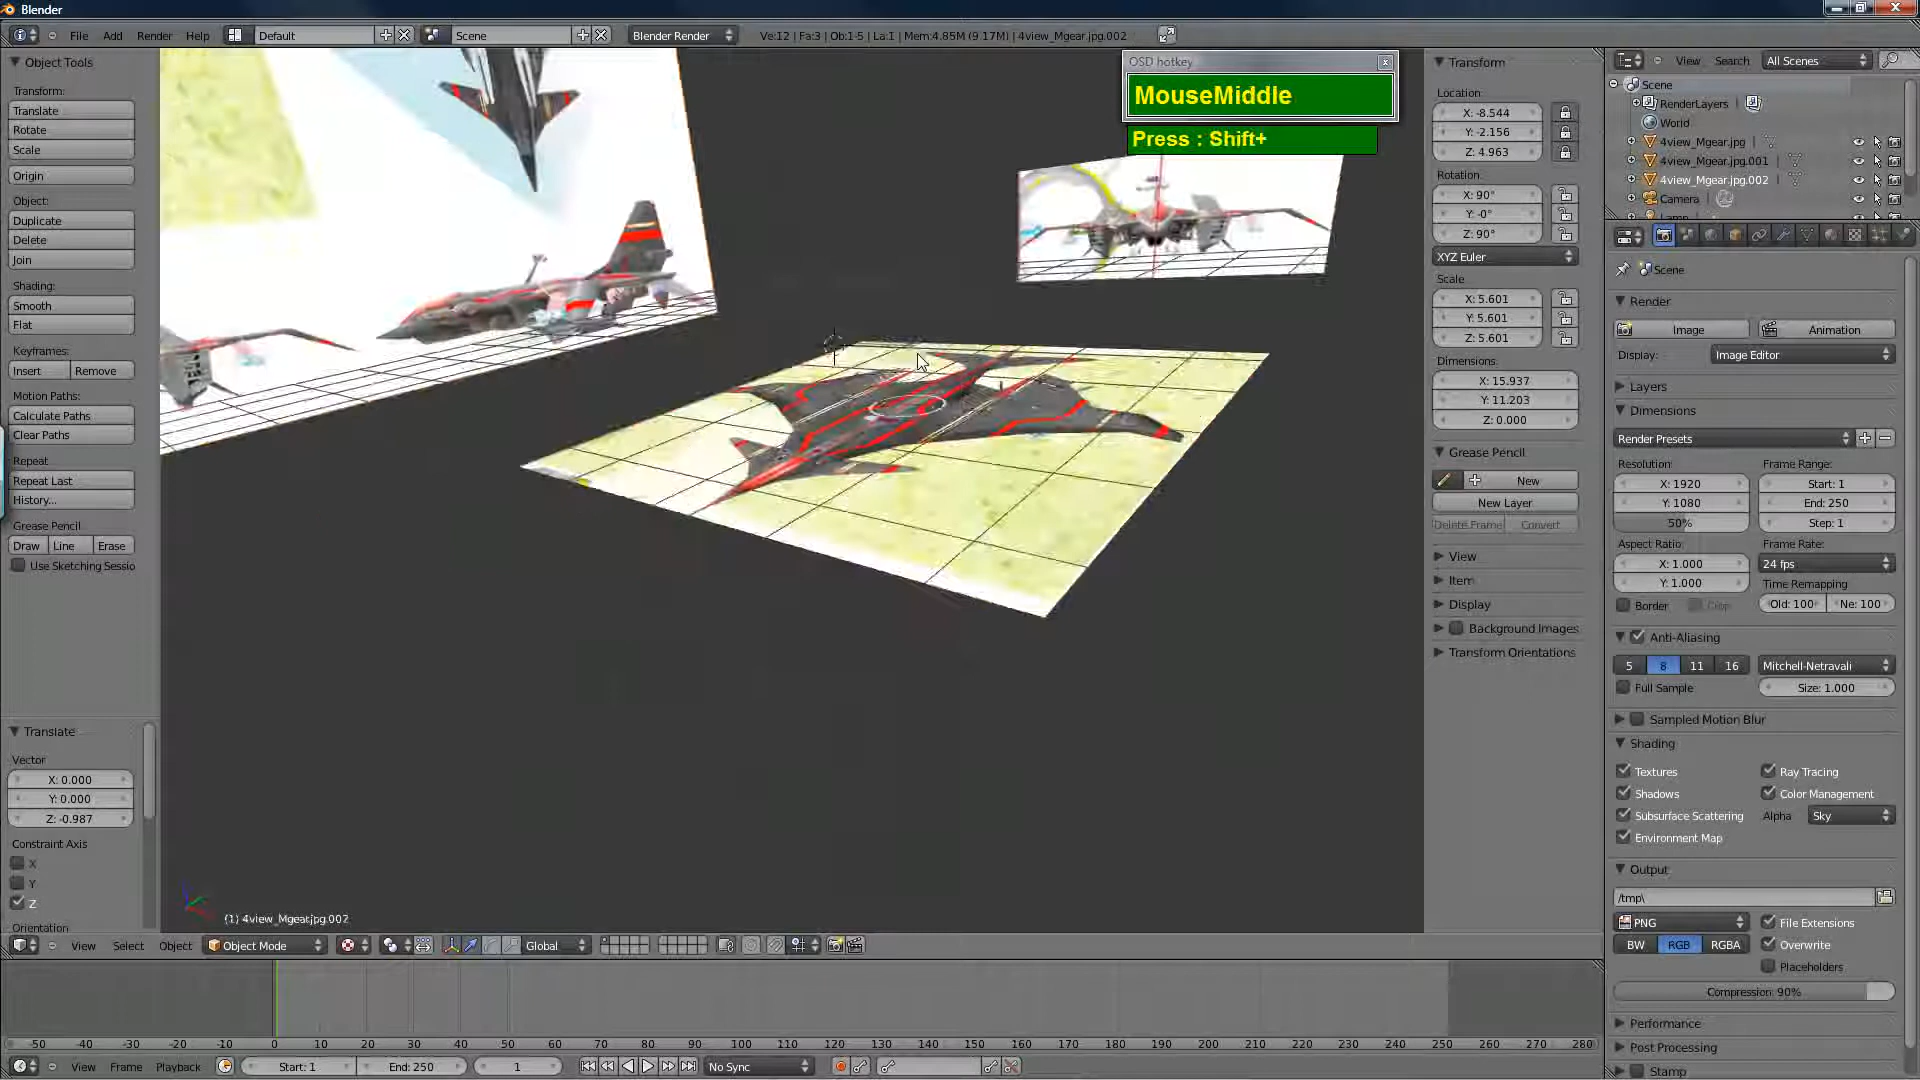 Blender
File Add Render Help Default Scene Blender Render Ve:12 | Fa:3 | Ob:1-5 | La:1 | Mem:4.85M (9.17M) | 4view_Mgear.jpg.002
Object Tools
Transform:
Translate
Rotate
Scale
Origin
Object:
Duplicate
Delete
Join
Shading:
Smooth
Flat
Keyframes:
Insert Remove
Motion Paths:
Calculate Paths
Clear Paths
Repeat
Repeat Last
History...
Grease Pencil
Draw Line Erase
Use Sketching Sessio
Translate
Vector
X: 0.000
Y: 0.000
Z: -0.987
Constraint Axis
X
Y
Z
Orientation
OSD hotkey
MouseMiddle
Press : Shift+
(1) 4view_Mgear.jpg.002
View Select Object Object Mode Global
Transform
Location:
X: -8.544
Y: -2.156
Z: 4.963
Rotation:
X: 90°
Y: -0°
Z: 90°
XYZ Euler
Scale
X: 5.601
Y: 5.601
Z: 5.601
Dimensions:
X: 15.937
Y: 11.203
Z: 0.000
Grease Pencil
New
New Layer
Delete Frame Convert
View
Item
Display
Background Images
Transform Orientations
View Search All Scenes
Scene
RenderLayers
World
4view_Mgear.jpg
4view_Mgear.jpg.001
4view_Mgear.jpg.002
Camera
Lamp
Scene
Render
Image Animation
Display: Image Editor
Layers
Dimensions
Render Presets
Resolution: Frame Range:
X: 1920 Start: 1
Y: 1080 End: 250
50% Step: 1
Aspect Ratio: Frame Rate:
X: 1.000 24 fps
Y: 1.000 Time Remapping
Border Crop Old: 100 Ne: 100
Anti-Aliasing
5 8 11 16 Mitchell-Netravali
Full Sample Size: 1.000
Sampled Motion Blur
Shading
Textures Ray Tracing
Shadows Color Management
Subsurface Scattering Alpha Sky
Environment Map
Output
/tmp\
PNG File Extensions
BW RGB RGBA Overwrite
Placeholders
Compression: 90%
Performance
Post Processing
Stamp
-50 -40 -30 -20 -10 0 10 20 30 40 50 60 70 80 90 100 110 120 130 140 150 160 170 180 190 200 210 220 230 240 250 260 270 280
View Frame Playback Start: 1 End: 250 1 No Sync